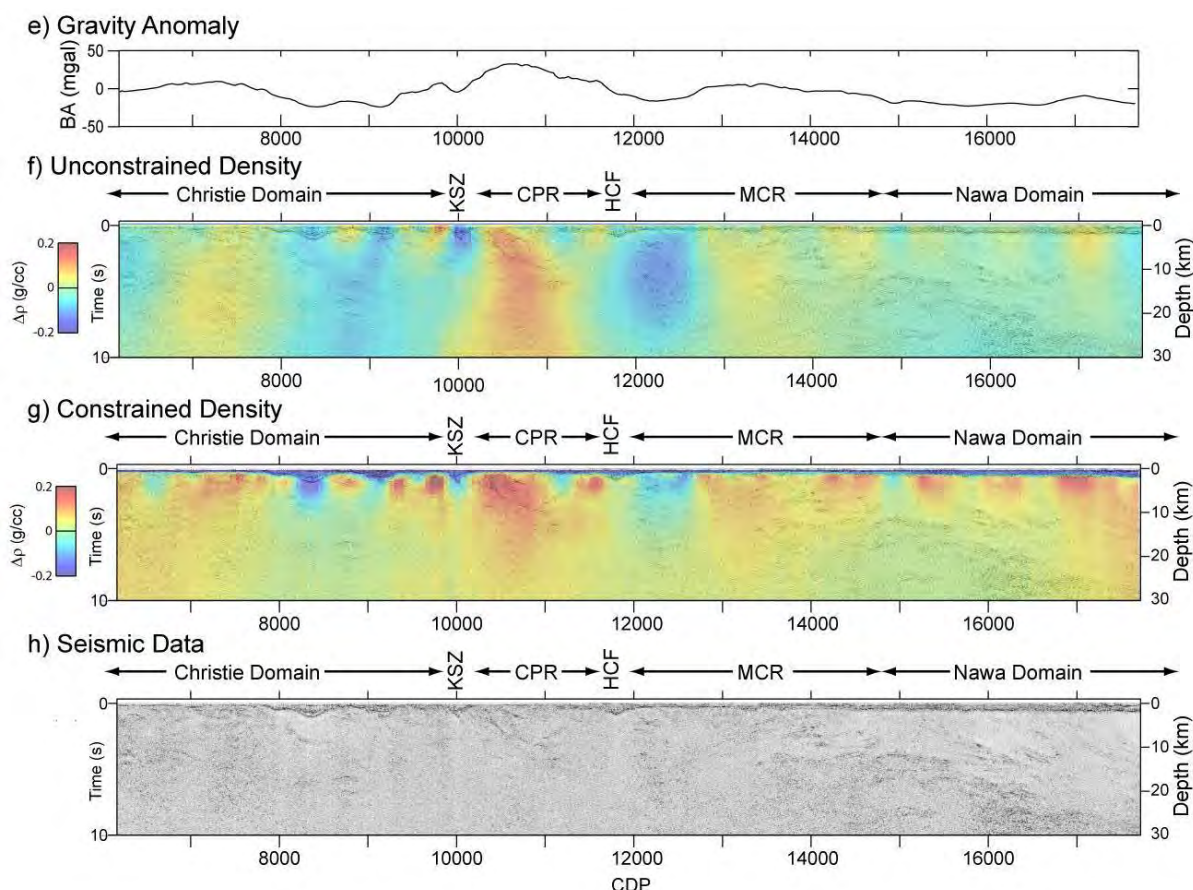 e) Gravity Anomaly
BA (mgal)
50
0
-50
8000 10000 12000 14000 16000
f) Unconstrained Density
Christie Domain KSZ CPR HCF MCR Nawa Domain
Δρ (g/cc)
0.2
0
-0.2
Time (s)
0
10
0
10
20
30
Depth (km)
8000 10000 12000 14000 16000
g) Constrained Density
Christie Domain KSZ CPR HCF MCR Nawa Domain
Δρ (g/cc)
0.2
0
-0.2
Time (s)
0
10
0
10
20
30
Depth (km)
8000 10000 12000 14000 16000
h) Seismic Data
Christie Domain KSZ CPR HCF MCR Nawa Domain
Time (s)
0
10
0
10
20
30
Depth (km)
8000 10000 12000 14000 16000
CDP